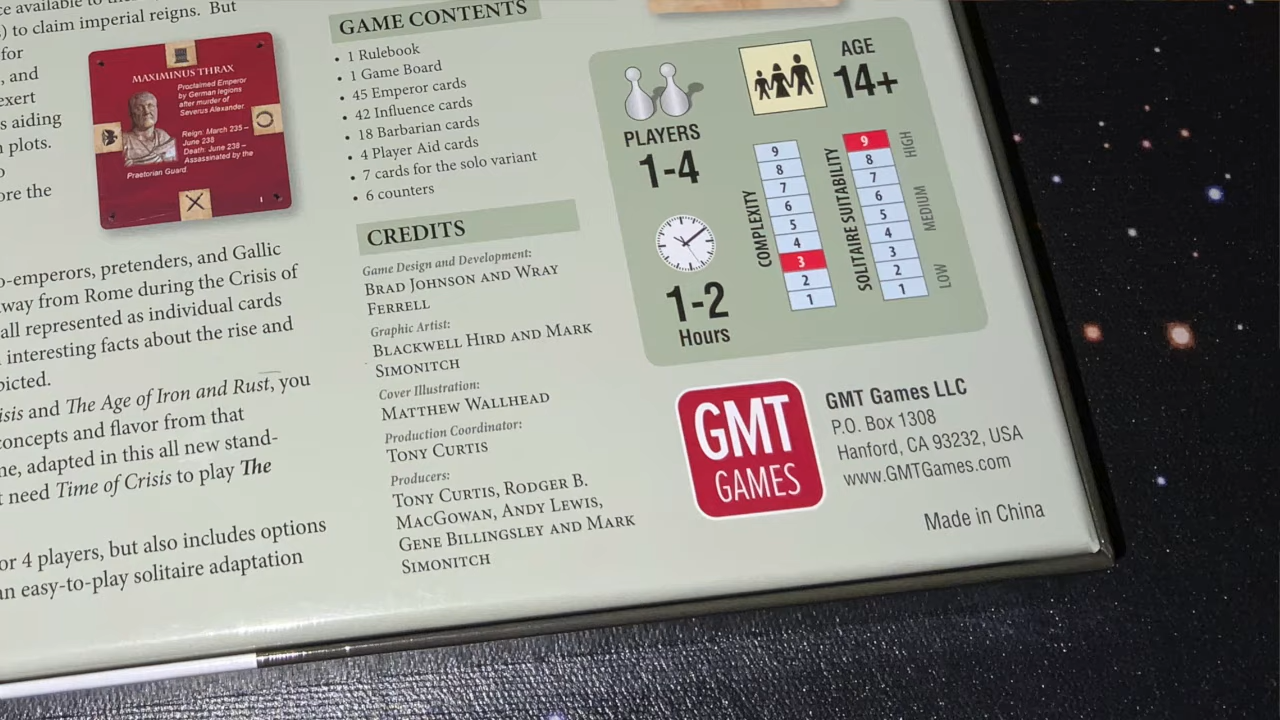 ce available to
) to claim imperial reigns. But
for
, and
exert
s aiding
n plots.
ore the
MAXIMINUS THRAX
Proclaimed Emperor
by German legions
after murder of
Severus Alexander.
Reign: March 235 –
June 238
Death: June 238 –
Assassinated by the
Praetorian Guard.
1
o-emperors, pretenders, and Gallic
way from Rome during the Crisis of
all represented as individual cards
interesting facts about the rise and
picted.
isis and The Age of Iron and Rust, you
concepts and flavor from that
me, adapted in this all new stand-
t need Time of Crisis to play The
or 4 players, but also includes options
an easy-to-play solitaire adaptation
GAME CONTENTS
• 1 Rulebook
• 1 Game Board
• 45 Emperor cards
• 42 Influence cards
• 18 Barbarian cards
• 4 Player Aid cards
• 7 cards for the solo variant
• 6 counters
CREDITS
Game Design and Development:
BRAD JOHNSON AND WRAY
FERRELL
Graphic Artist:
BLACKWELL HIRD AND MARK
SIMONITCH
Cover Illustration:
MATTHEW WALLHEAD
Production Coordinator:
TONY CURTIS
Producers:
TONY CURTIS, RODGER B.
MACGOWAN, ANDY LEWIS,
GENE BILLINGSLEY AND MARK
SIMONITCH
PLAYERS
1-4
AGE
14+
1-2
Hours
COMPLEXITY
9
8
7
6
5
4
3
2
1
SOLITAIRE SUITABILITY
9
8
7
6
5
4
3
2
1
HIGH
MEDIUM
LOW
GMT
GAMES
GMT Games LLC
P.O. Box 1308
Hanford, CA 93232, USA
www.GMTGames.com
Made in China